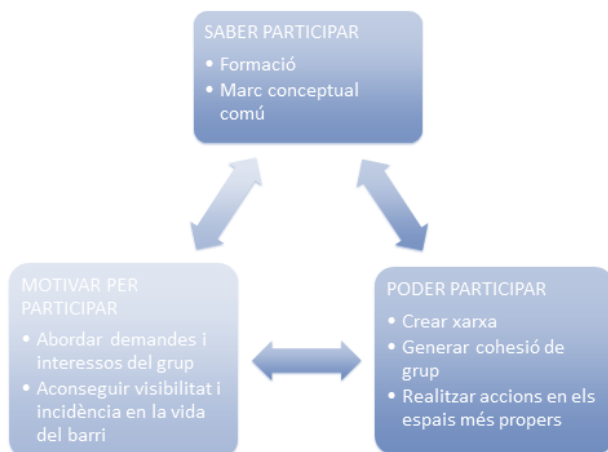 SABER PARTICIPAR
• Formació
• Marc conceptual
comú
MOTIVAR PER
PARTICIPAR
• Abordar demandes i
interessos del grup
• Aconseguir visibilitat i
incidència en la vida
del barri
PODER PARTICIPAR
• Crear xarxa
• Generar cohesió de
grup
• Realitzar accions en els
espais més propers